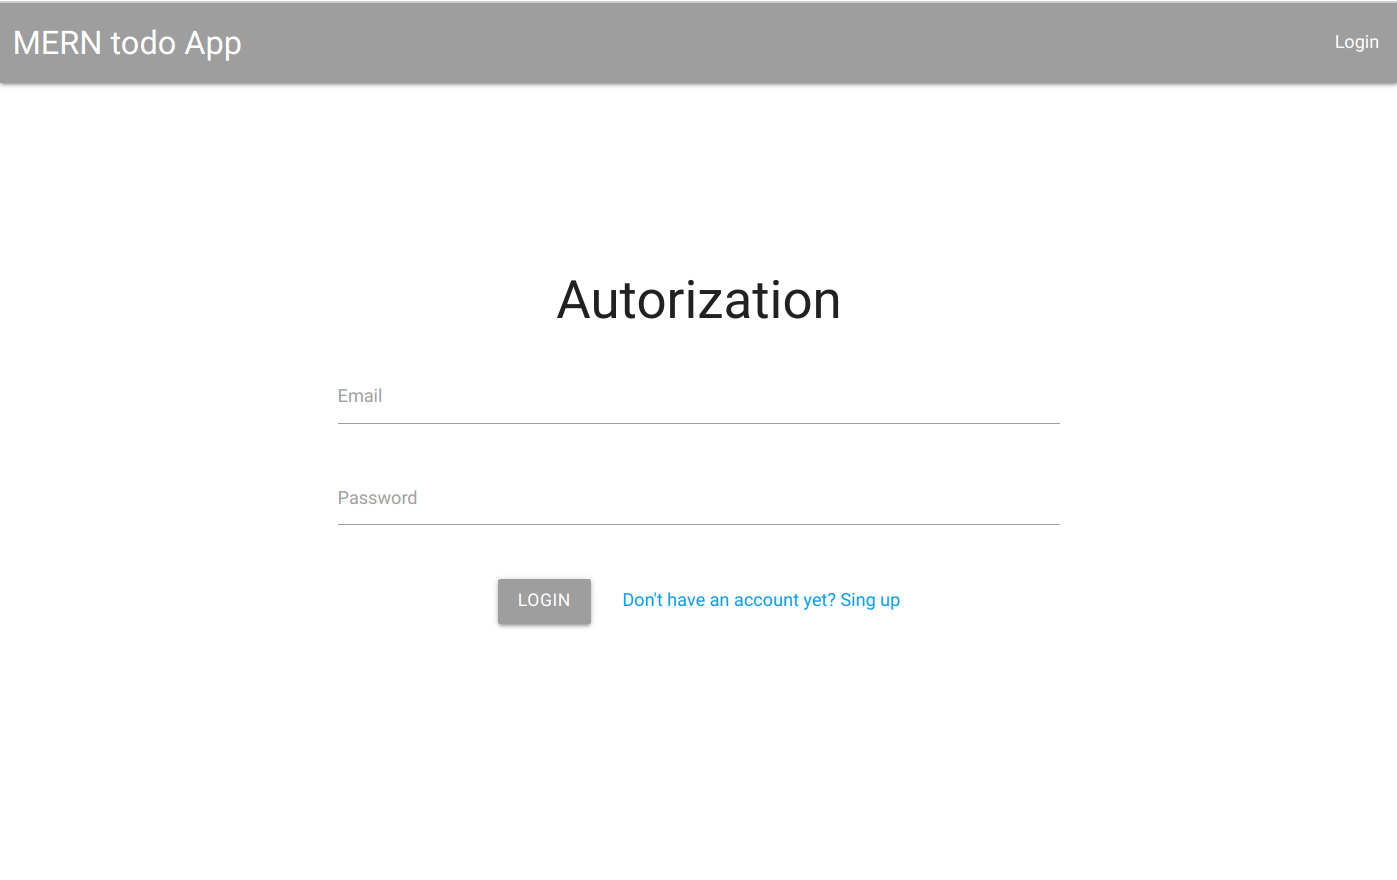 MERN todo App
Login
Autorization
Email
Password
LOGIN
Don't have an account yet? Sing up